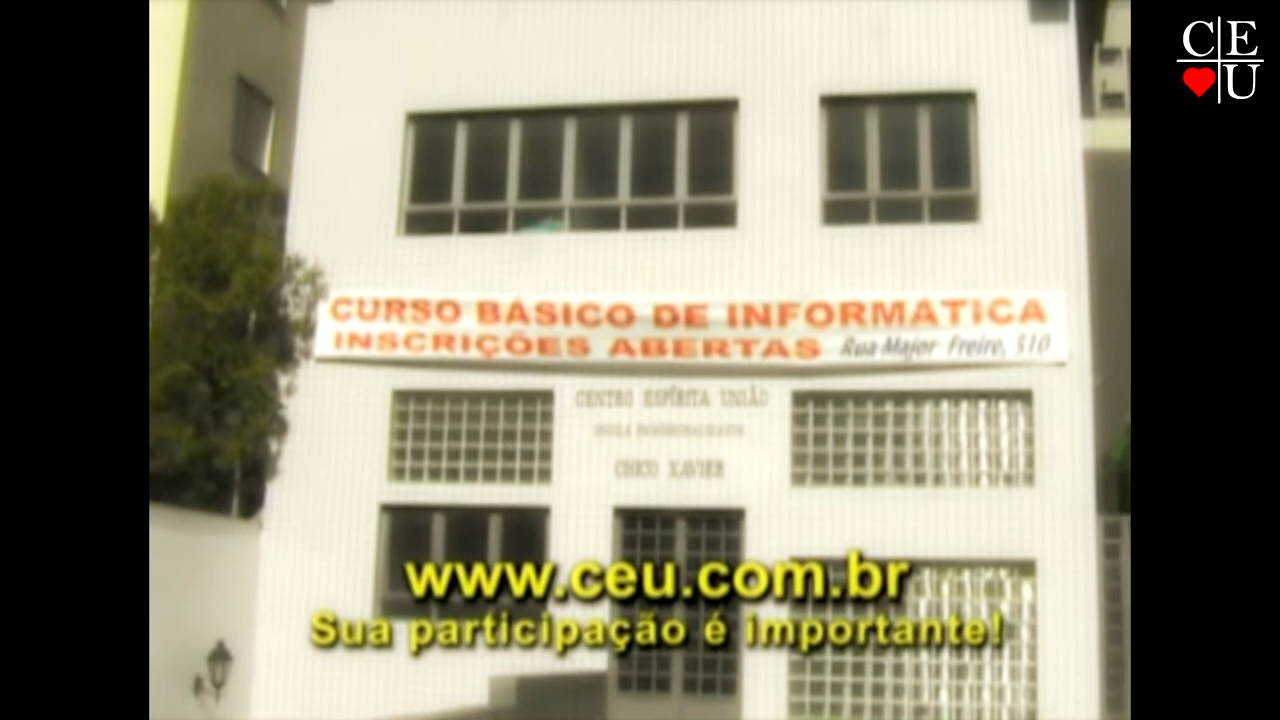 C E
U
CURSO BÁSICO DE INFORMÁTICA
INSCRIÇÕES ABERTAS Rua Major Freire, 510
CENTRO ESPÍRITA UNIÃO
CHICO XAVIER
www.ceu.com.br
Sua participação é importante!